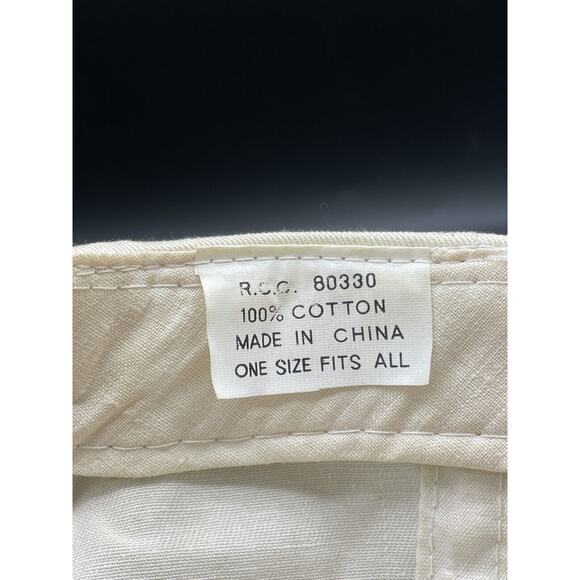 R.S.C. 80330
100% COTTON
MADE IN CHINA
ONE SIZE FITS ALL